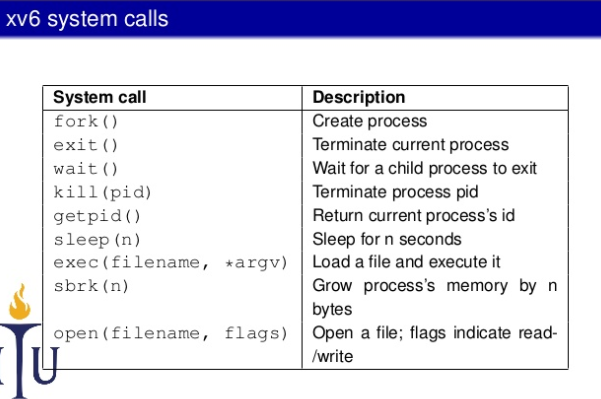 xv6 system calls
System call Description
fork() Create process
exit() Terminate current process
wait() Wait for a child process to exit
kill(pid) Terminate process pid
getpid() Return current process's id
sleep(n) Sleep for n seconds
exec(filename, *argv) Load a file and execute it
sbrk(n) Grow process's memory by n
bytes
open(filename, flags) Open a file; flags indicate read-
/write
TU